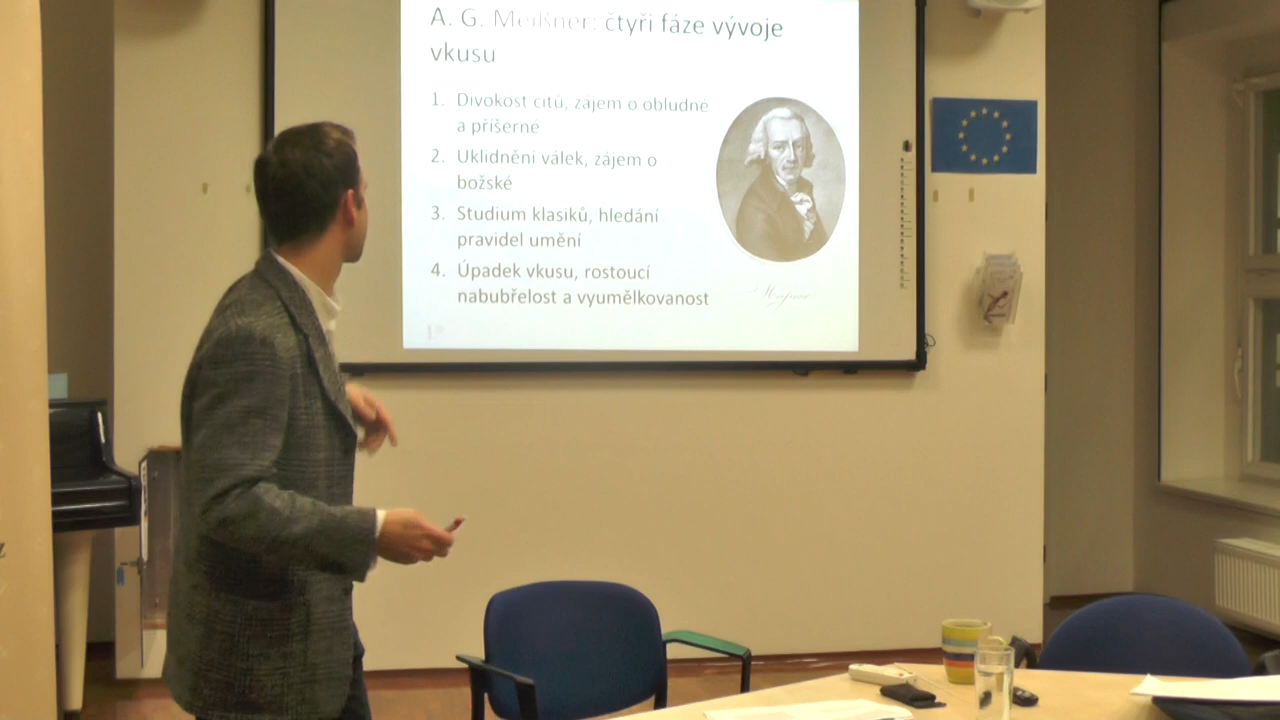 A. G. Meißner: čtyři fáze vývoje
vkusu
1. Divokost citů, zájem o obludné
a příšerné
2. Uklidnění válek, zájem o
božské
3. Studium klasiků, hledání
pravidel umění
4. Úpadek vkusu, rostoucí
nabubřelost a vyumělkovanost